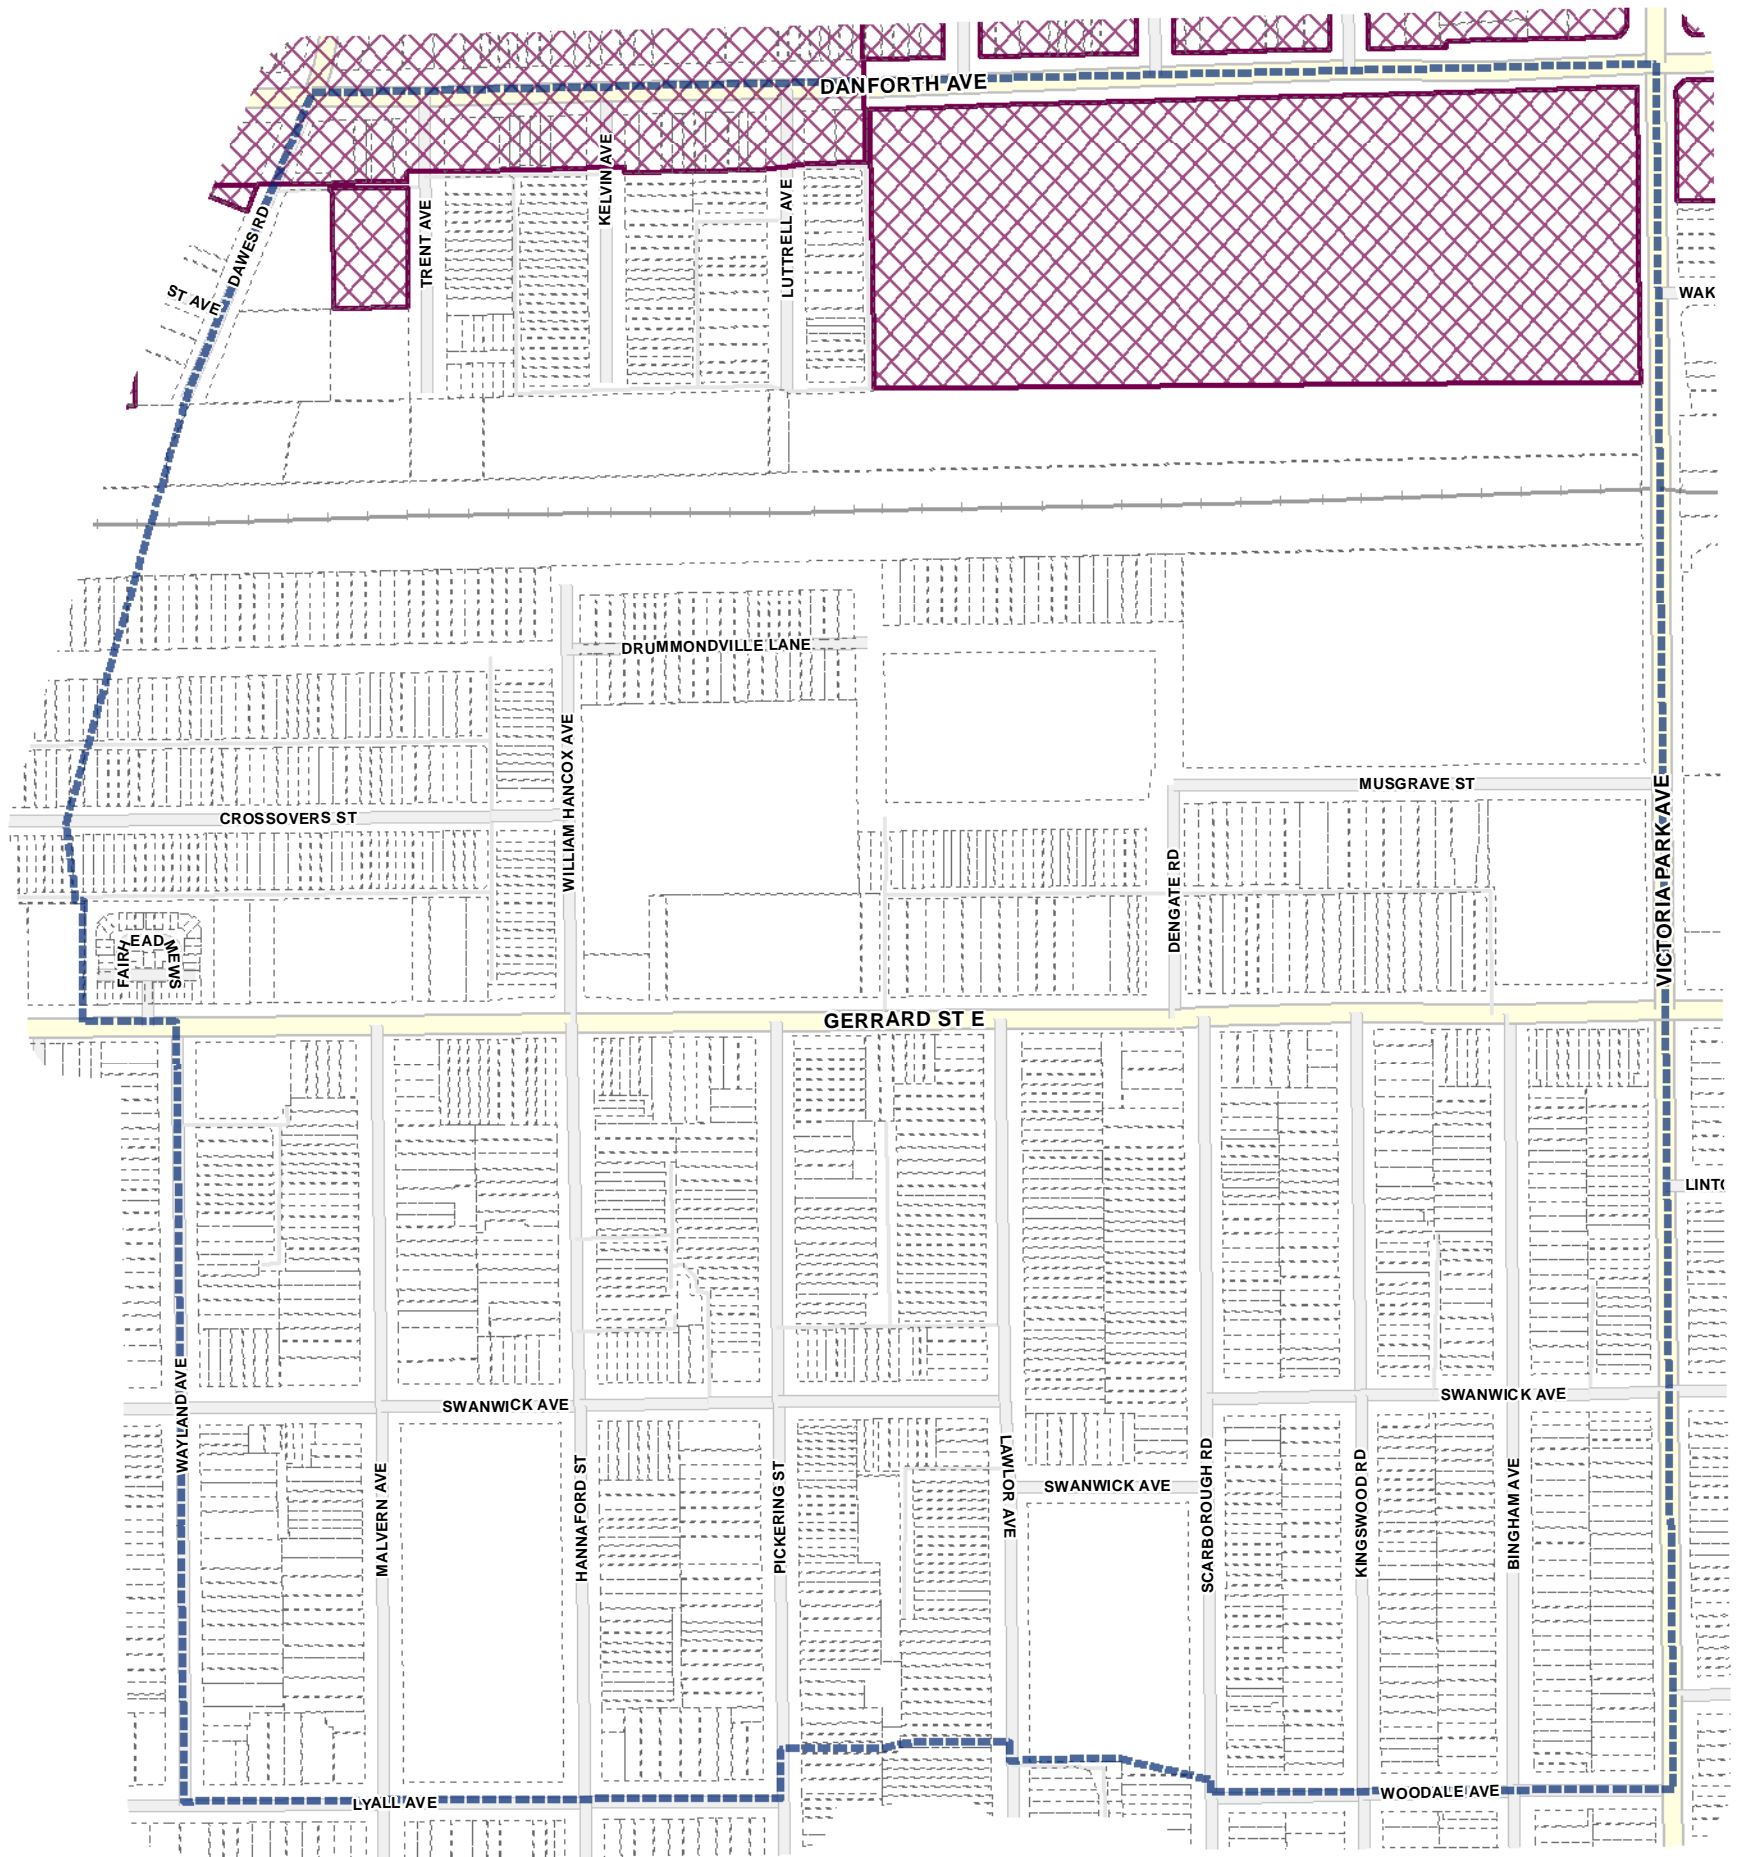 DANFORTH AVE
KELVIN AVE
TRENT AVE
LUTTRELL AVE
DAWES RD
ST AVE
WAK
DRUMMONDVILLE LANE
WILLIAM HANCOX AVE
MUSGRAVE ST
VICTORIA PARK AVE
CROSSOVERS ST
DENGATE RD
FAIRHEAD MEWS
GERRARD ST E
LINTO
WAYLAND AVE
SWANWICK AVE
SWANWICK AVE
MALVERN AVE
HANNAFORD ST
PICKERING ST
LAWLOR AVE
SWANWICK AVE
SCARBOROUGH RD
KINGSWOOD RD
BINGHAM AVE
LYALL AVE
WOODALE AVE